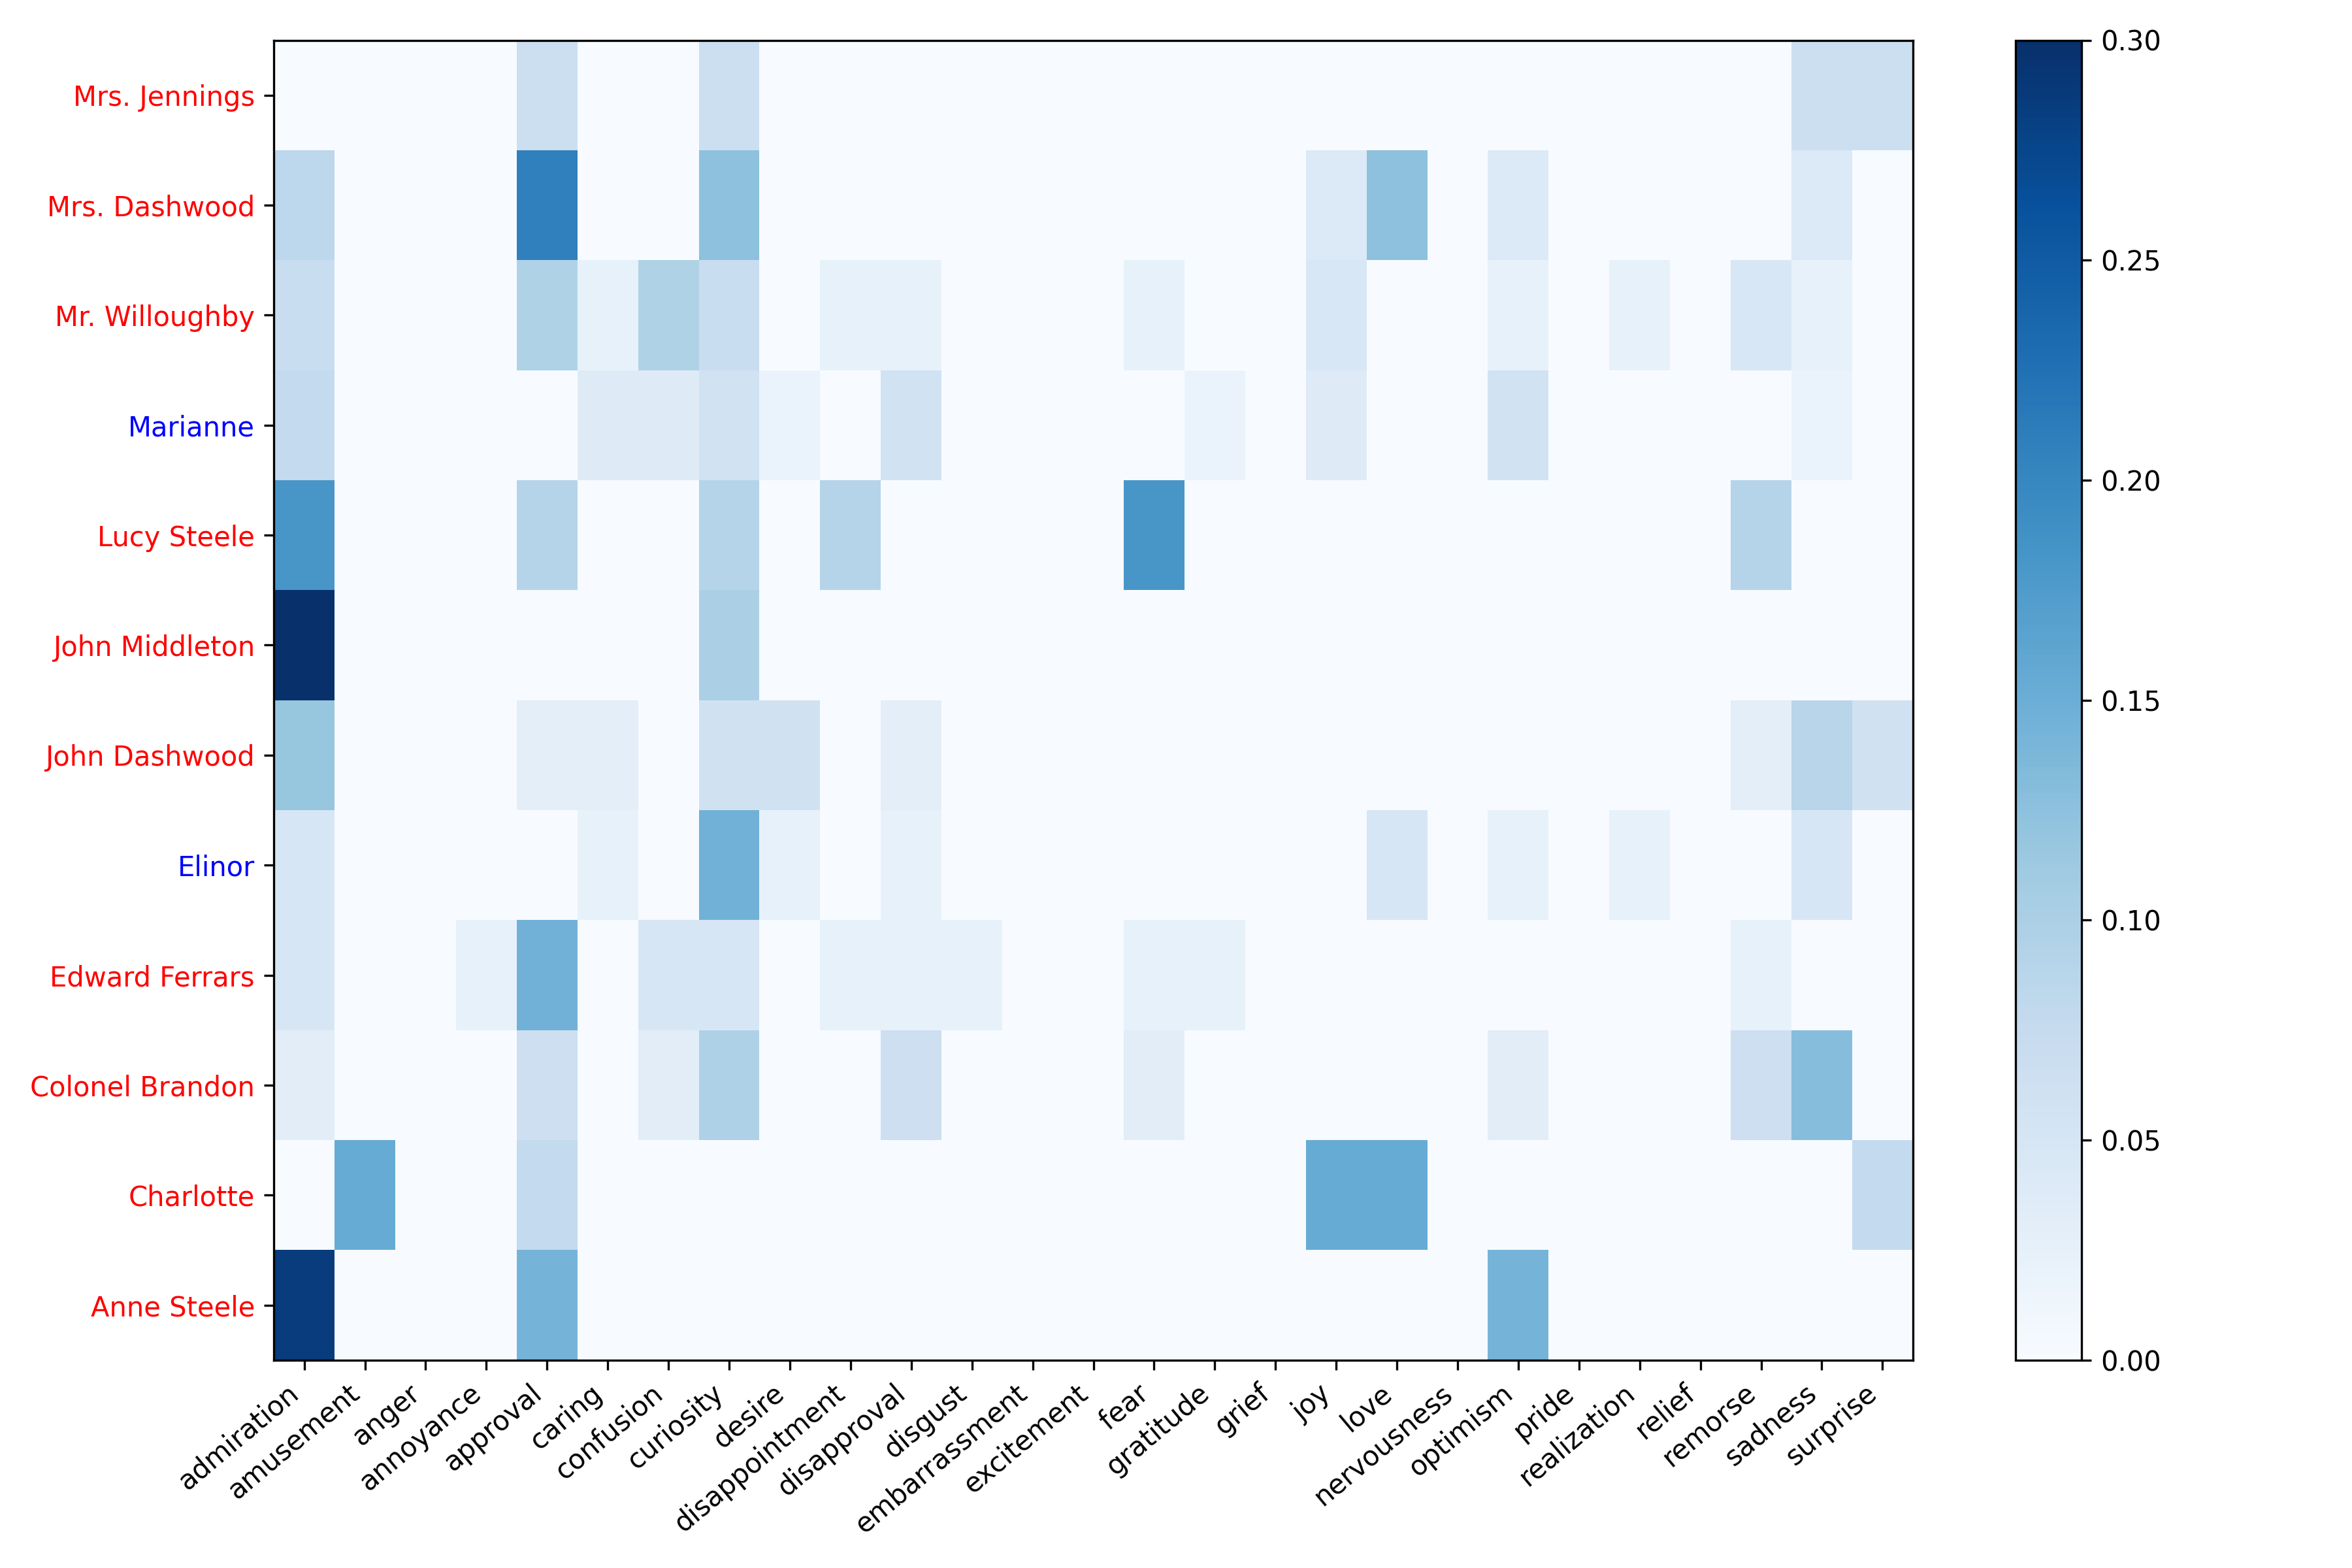 Mrs. Jennings
Mrs. Dashwood
Mr. Willoughby
Marianne
Lucy Steele
John Middleton
John Dashwood
Elinor
Edward Ferrars
Colonel Brandon
Charlotte
Anne Steele
admiration
amusement
anger
annoyance
approval
caring
confusion
curiosity
desire
disappointment
disapproval
disgust
embarrassment
excitement
fear
gratitude
grief
joy
love
nervousness
optimism
pride
realization
relief
remorse
sadness
surprise
0.30
0.25
0.20
0.15
0.10
0.05
0.00